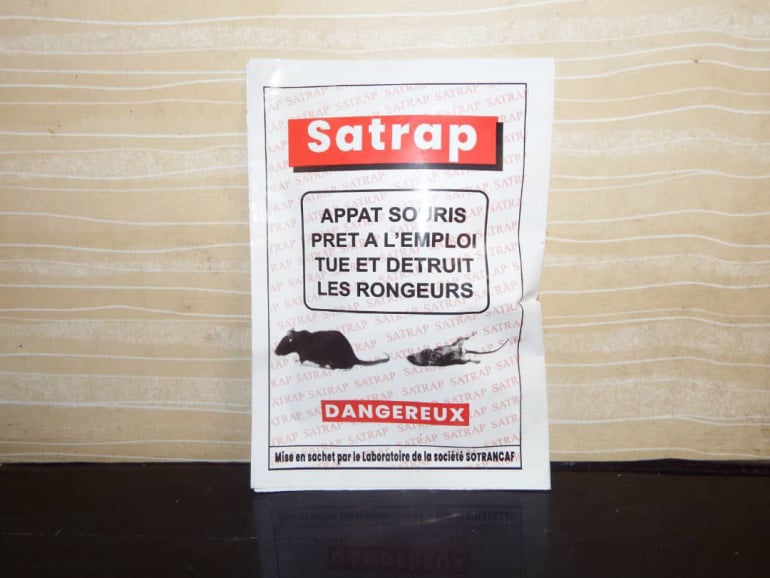 Satrap
APPAT SOURIS
PRET A L'EMPLOI
TUE ET DETRUIT
LES RONGEURS
DANGEREUX
Mise en sachet par le Laboratoire de la société SOTRANCAF